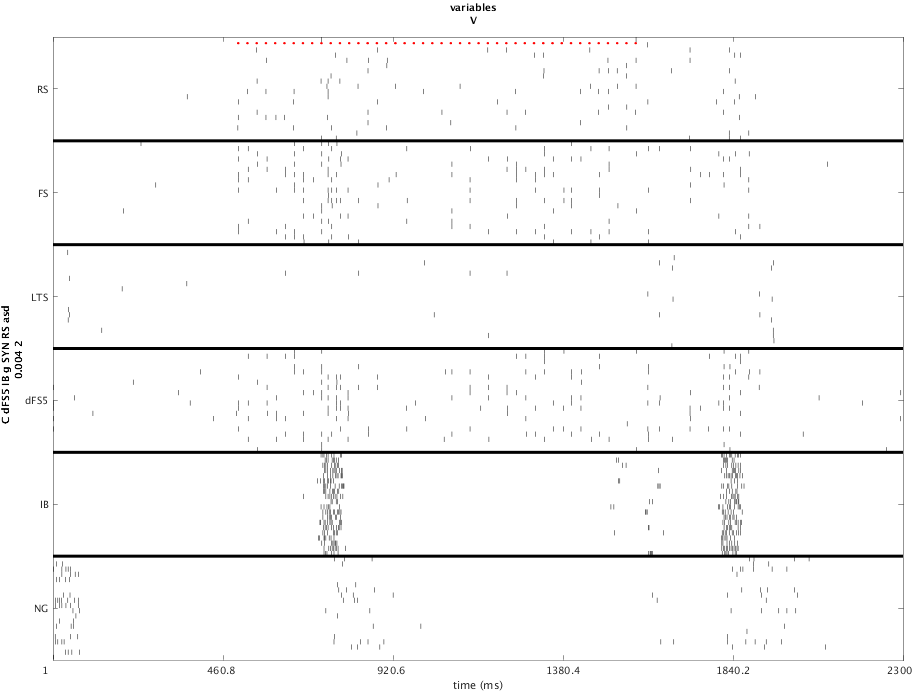 variables
V
C dFS5 IB g SYN RS asd
0.004 2
RS
FS
LTS
dFS5
IB
NG
1
460.8
920.6
1380.4
1840.2
2300
time (ms)